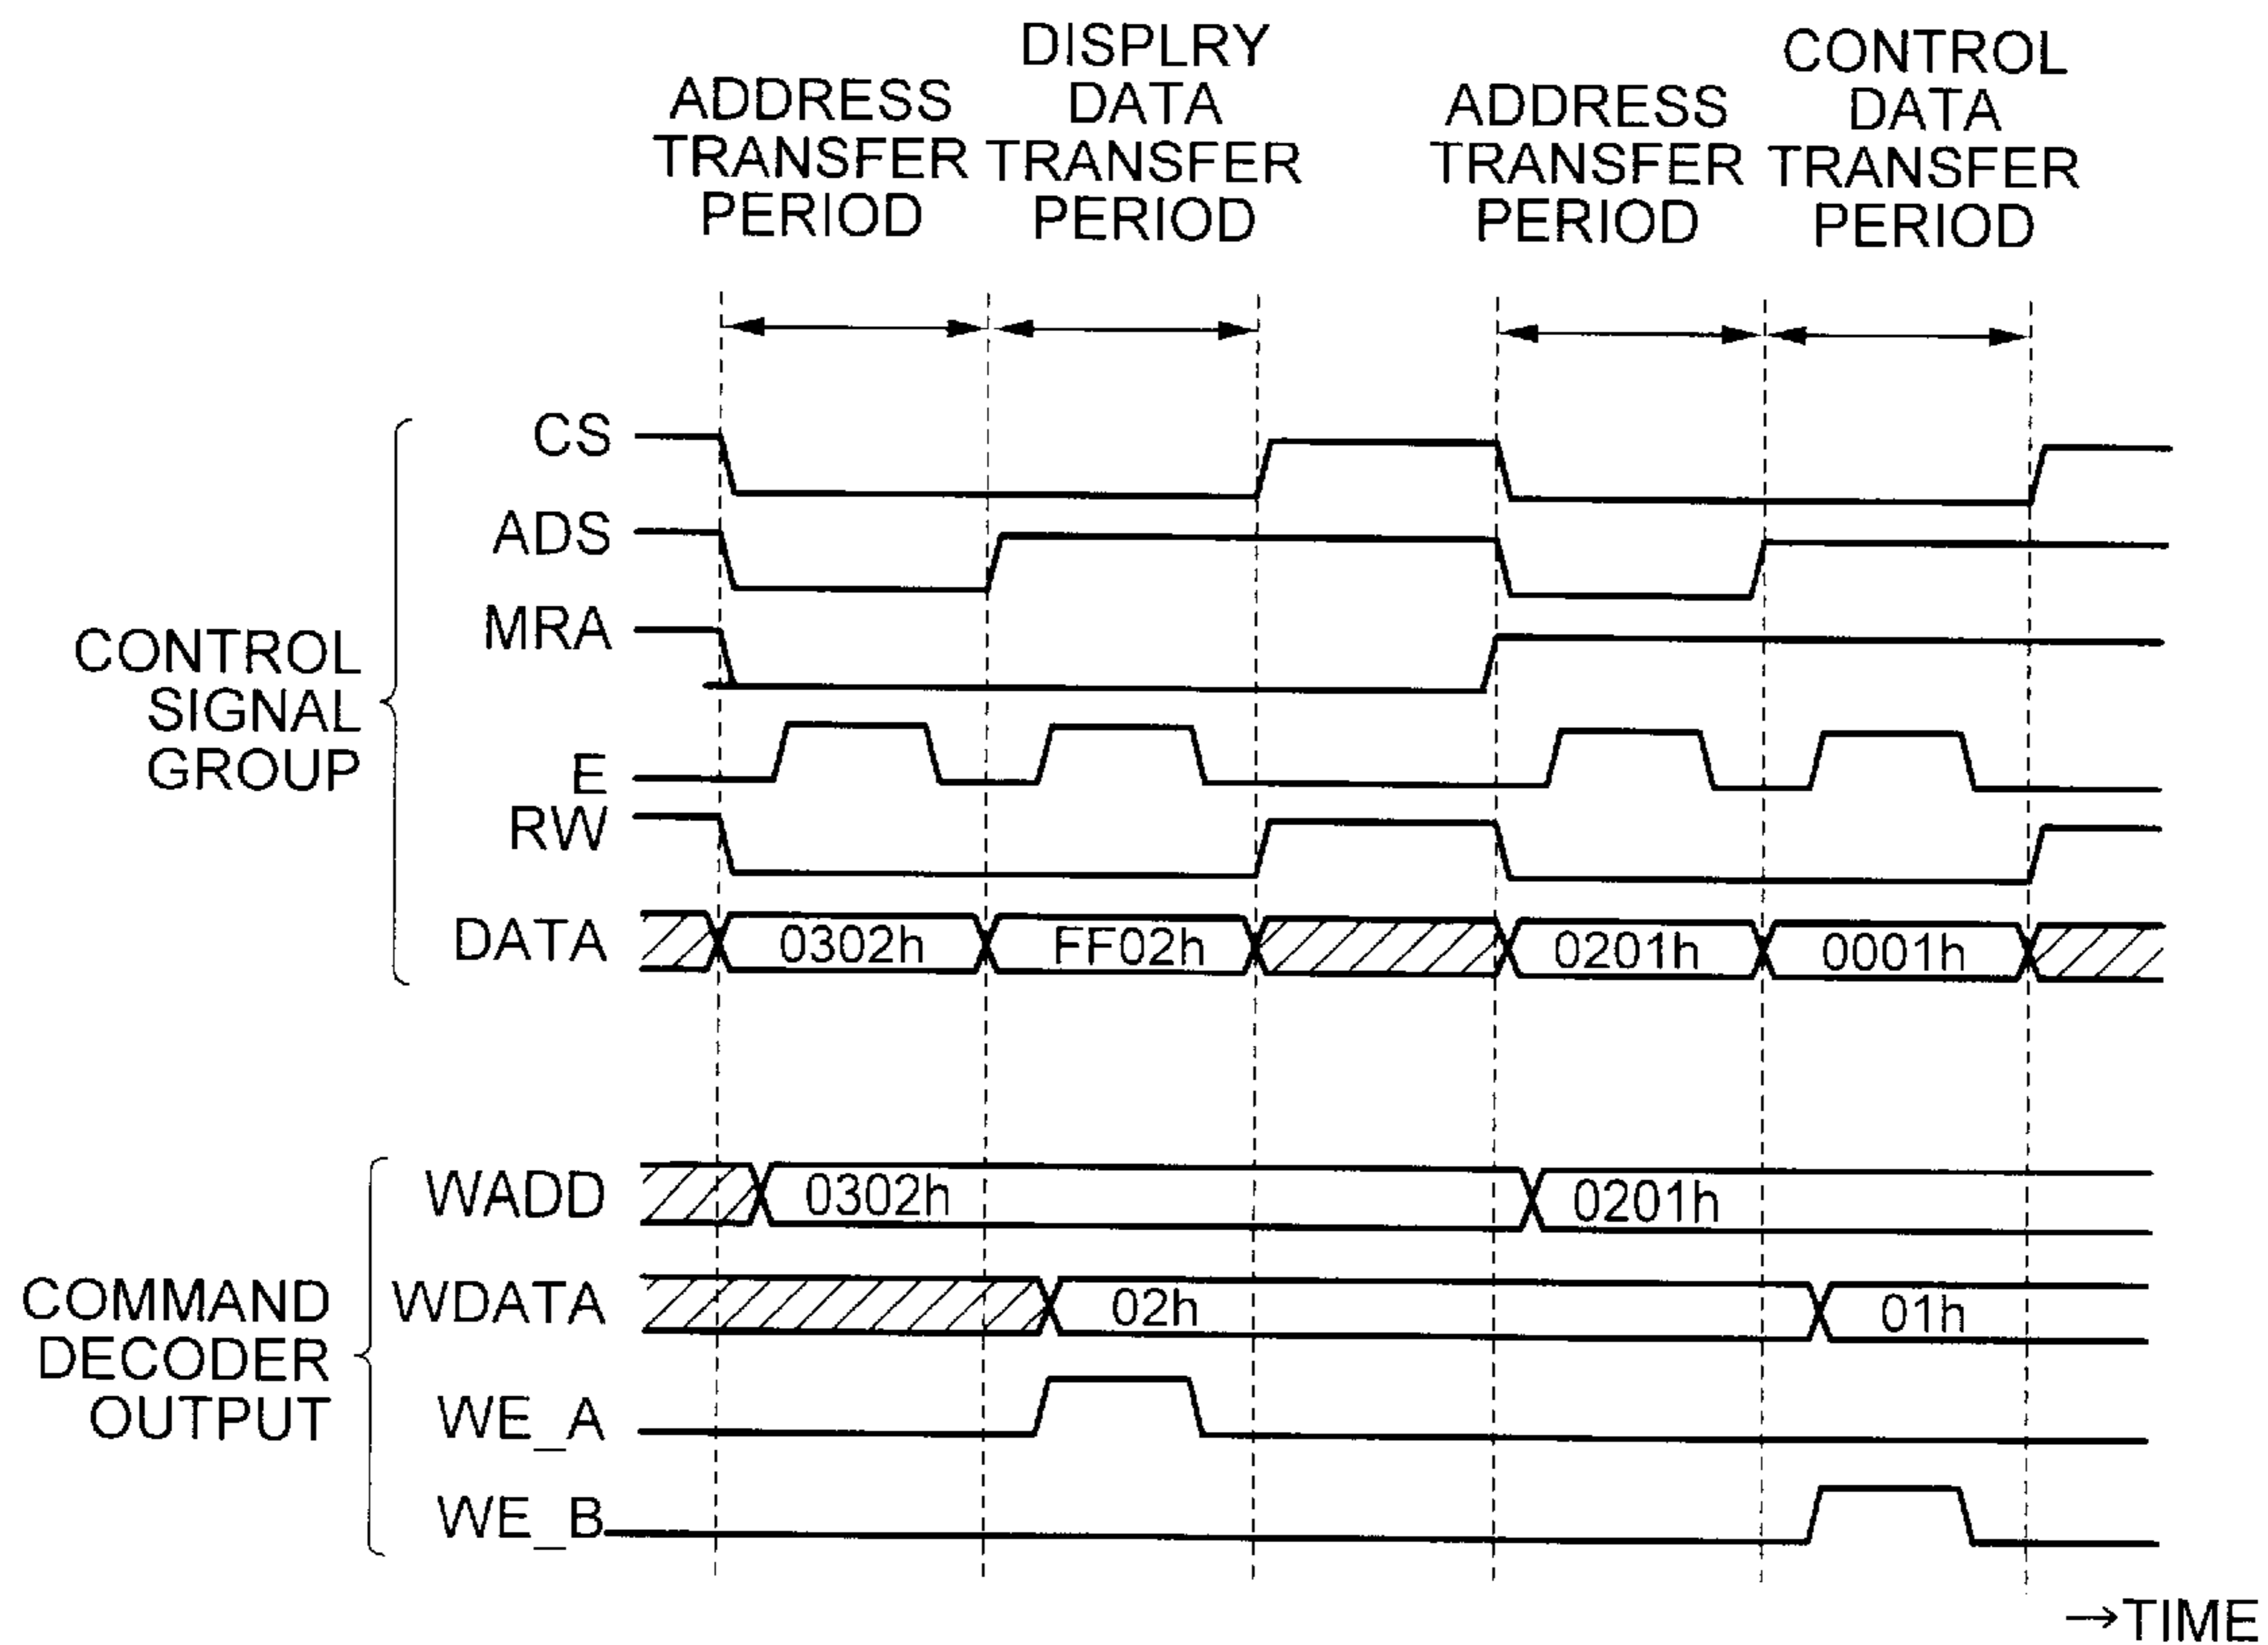 ADDRESS
TRANSFER
PERIOD
DISPLRY
DATA
TRANSFER
PERIOD
ADDRESS
TRANSFER
PERIOD
CONTROL
DATA
TRANSFER
PERIOD
CONTROL
SIGNAL
GROUP
CS
ADS
MRA
E
RW
DATA
0302h
FF02h
0201h
0001h
COMMAND
DECODER
OUTPUT
WADD
0302h
0201h
WDATA
02h
01h
WE_A
WE_B
→TIME